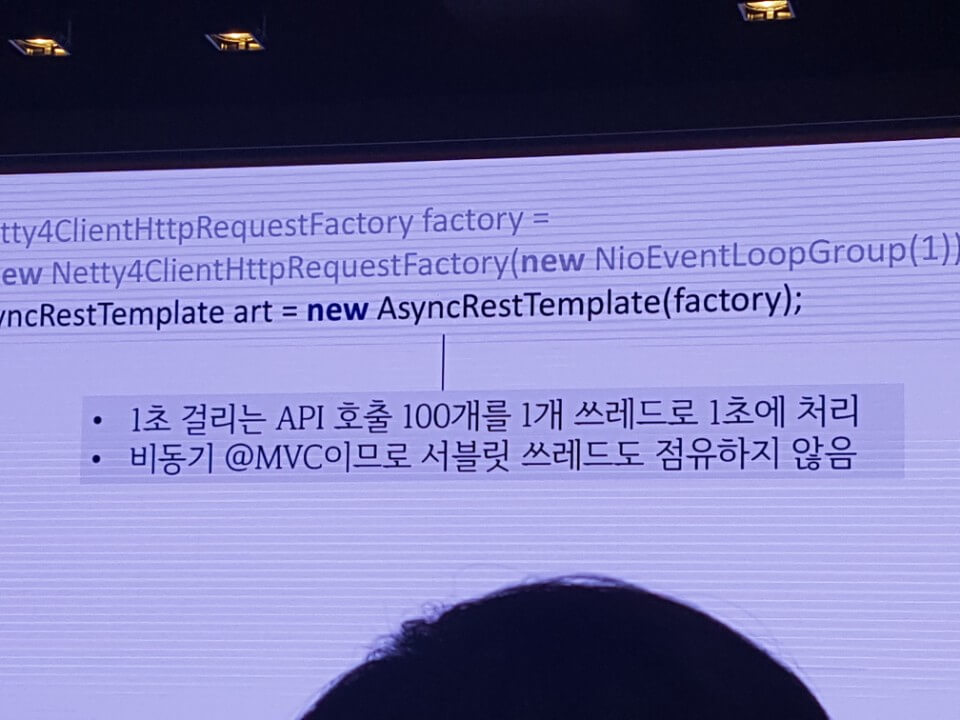 tty4ClientHttpRequestFactory factory =
ew Netty4ClientHttpRequestFactory(new NioEventLoopGroup(1))
yncRestTemplate art = new AsyncRestTemplate(factory);
• 1초 걸리는 API 호출 100개를 1개 쓰레드로 1초에 처리
• 비동기 @MVC이므로 서블릿 쓰레드도 점유하지 않음